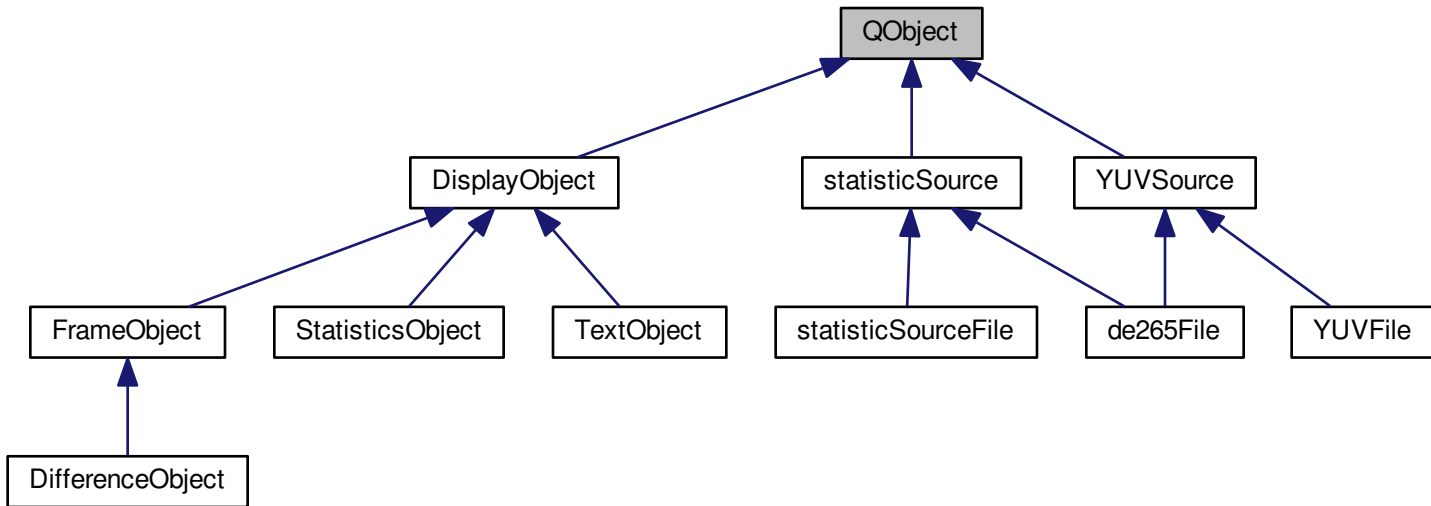 QObject
DisplayObject
statisticSource
YUVSource
FrameObject
StatisticsObject
TextObject
statisticSourceFile
de265File
YUVFile
DifferenceObject